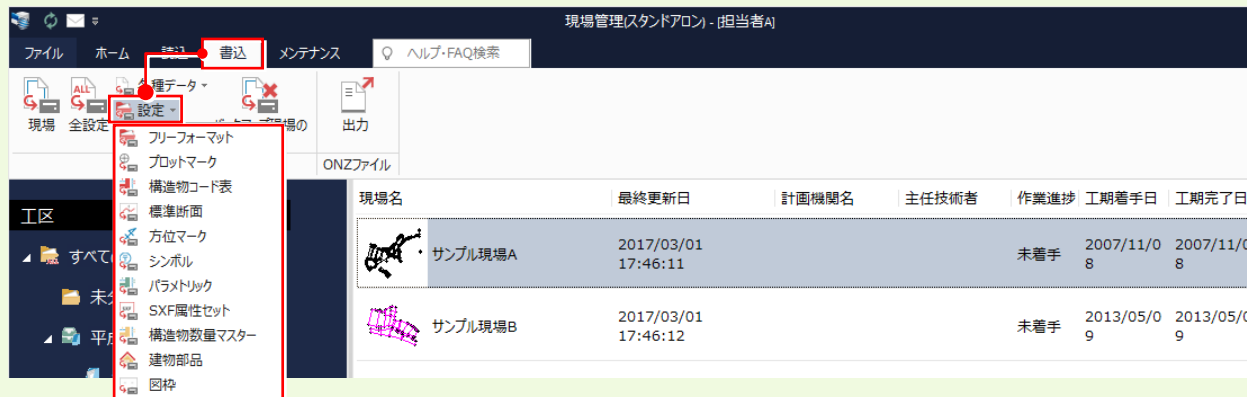 現場管理(スタンドアロン) - [担当者A]
ファイル ホーム 読込 書込 メンテナンス ヘルプ・FAQ検索
現場 全設定 各種データ
設定
現場の
出力
ONZファイル
フリーフォーマット
プロットマーク
構造物コード表
標準断面
方位マーク
シンボル
パラメトリック
SXF属性セット
構造物数量マスター
建物部品
図枠
工区
すべて
未
平
現場名 最終更新日 計画機関名 主任技術者 作業進捗 工期着手日 工期完了日
サンプル現場A 2017/03/01 17:46:11 未着手 2007/11/08 2007/11/08
サンプル現場B 2017/03/01 17:46:12 未着手 2013/05/09 2013/05/09